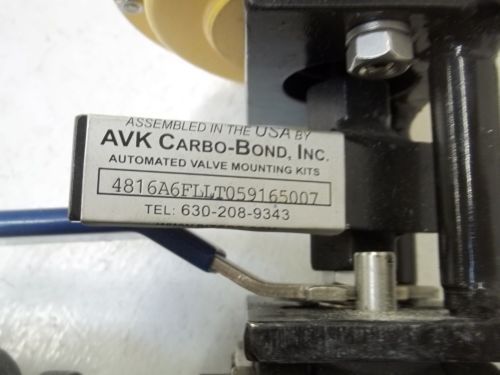 ASSEMBLED IN THE USA BY
AVK CARBO-BOND, INC.
AUTOMATED VALVE MOUNTING KITS
4816A6FLLT059165007
TEL: 630-208-9343